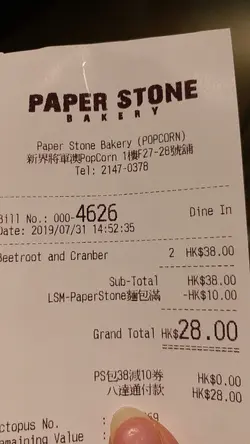 PAPER STONE
BAKERY
Paper Stone Bakery (POPCORN)
新界將軍澳PopCorn 1樓F27-28號舖
Tel: 2147-0378
Bill No.: 000-4626 Dine In
Date: 2019/07/31 14:52:35
Beetroot and Cranber 2 HK$38.00
Sub-Total HK$38.00
LSM-PaperStone麵包滿 -HK$10.00
Grand Total HK$28.00
PS包38減10券 HK$0.00
八達通付款 HK$28.00
Octopus No.
Remaining Value :